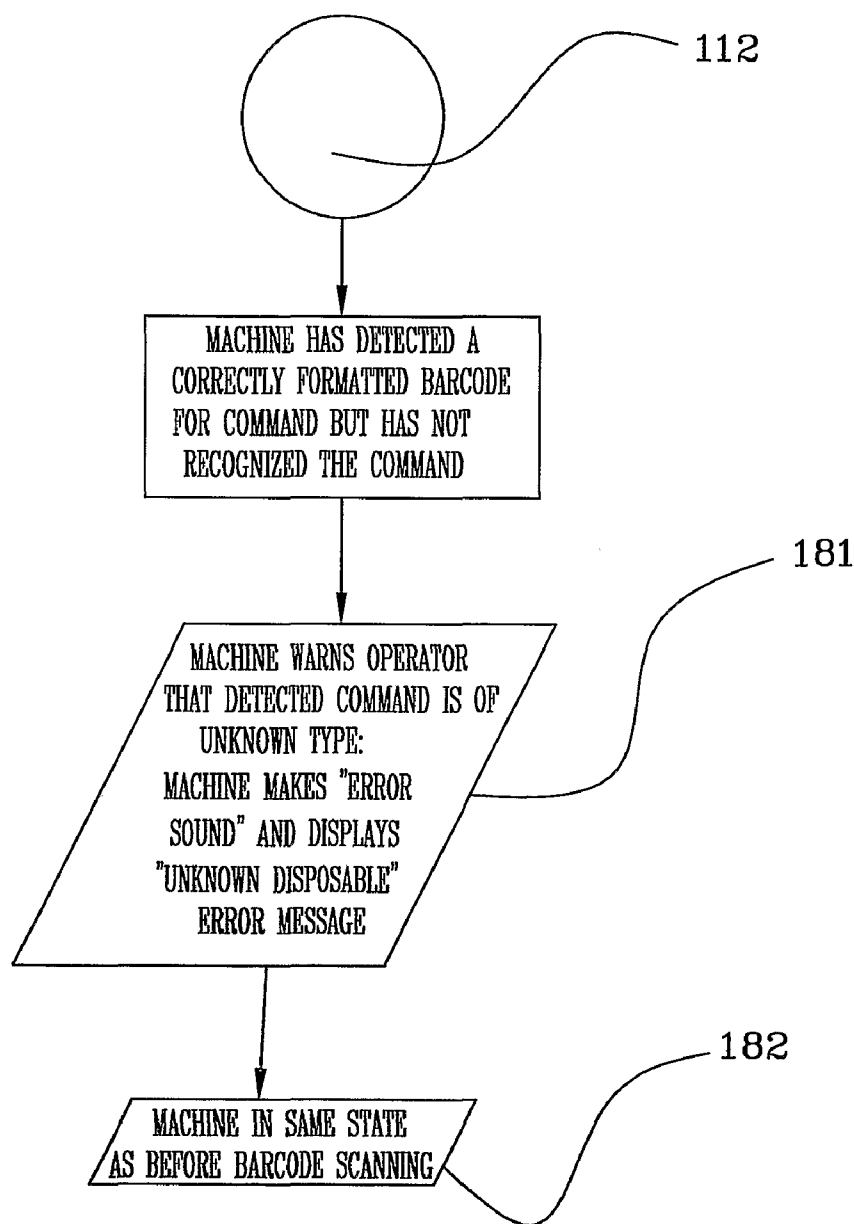 112
MACHINE HAS DETECTED A
CORRECTLY FORMATTED BARCODE
FOR COMMAND BUT HAS NOT
RECOGNIZED THE COMMAND
181
MACHINE WARNS OPERATOR
THAT DETECTED COMMAND IS OF
UNKNOWN TYPE:
MACHINE MAKES "ERROR
SOUND" AND DISPLAYS
"UNKNOWN DISPOSABLE"
ERROR MESSAGE
182
MACHINE IN SAME STATE
AS BEFORE BARCODE SCANNING